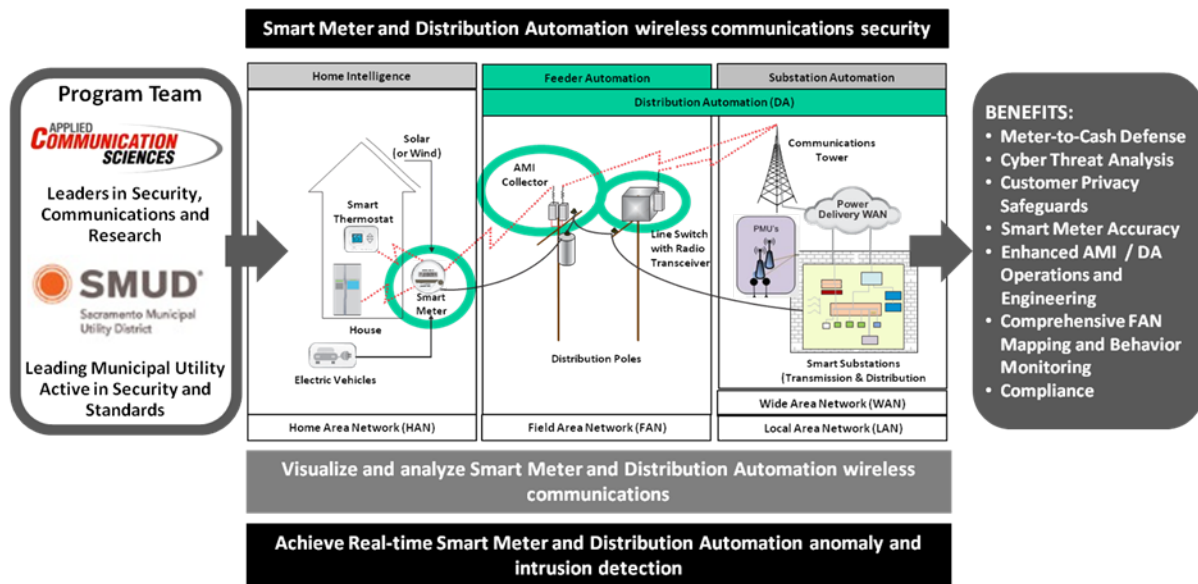 Smart Meter and Distribution Automation wireless communications security
Program Team
APPLIED
COMMUNICATION
SCIENCES
Leaders in Security,
Communications and
Research
SMUD®
Sacramento Municipal
Utility District
Leading Municipal Utility
Active in Security and
Standards
Home Intelligence
Feeder Automation
Substation Automation
Distribution Automation (DA)
Solar
(or Wind)
Smart
Thermostat
Smart
Meter
House
Electric Vehicles
AMI
Collector
Line Switch
with Radio
Transceiver
Distribution Poles
Communications
Tower
Power
Delivery WAN
PMU's
Smart Substations
(Transmission & Distribution
Wide Area Network (WAN)
Home Area Network (HAN)
Field Area Network (FAN)
Local Area Network (LAN)
BENEFITS:
• Meter-to-Cash Defense
• Cyber Threat Analysis
• Customer Privacy
Safeguards
• Smart Meter Accuracy
• Enhanced AMI / DA
Operations and
Engineering
• Comprehensive FAN
Mapping and Behavior
Monitoring
• Compliance
Visualize and analyze Smart Meter and Distribution Automation wireless
communications
Achieve Real-time Smart Meter and Distribution Automation anomaly and
intrusion detection